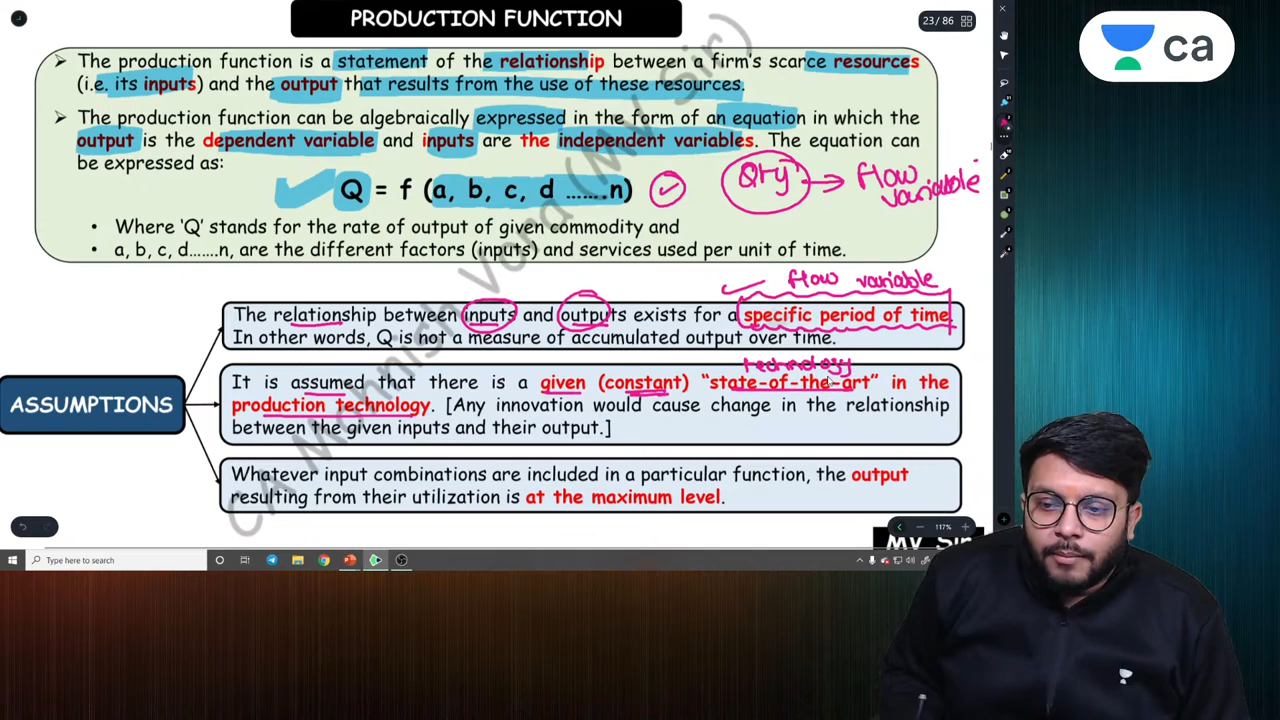 PRODUCTION FUNCTION
23 / 86
ca
➤ The production function is a statement of the relationship between a firm's scarce resources
(i.e. its inputs) and the output that results from the use of these resources.
➤ The production function can be algebraically expressed in the form of an equation in which the
output is the dependent variable and inputs are the independent variables. The equation can
be expressed as:
Q = f (a, b, c, d …….n)
Qty → flow
variable
• Where 'Q' stands for the rate of output of given commodity and
• a, b, c, d…….n, are the different factors (inputs) and services used per unit of time.
flow variable
The relationship between inputs and outputs exists for a specific period of time.
In other words, Q is not a measure of accumulated output over time.
technology
ASSUMPTIONS
It is assumed that there is a given (constant) "state-of-the-art" in the
production technology. [Any innovation would cause change in the relationship
between the given inputs and their output.]
Whatever input combinations are included in a particular function, the output
resulting from their utilization is at the maximum level.
CA Mohnish Vora (MV Sir)
117%
Mv Sir
Type here to search